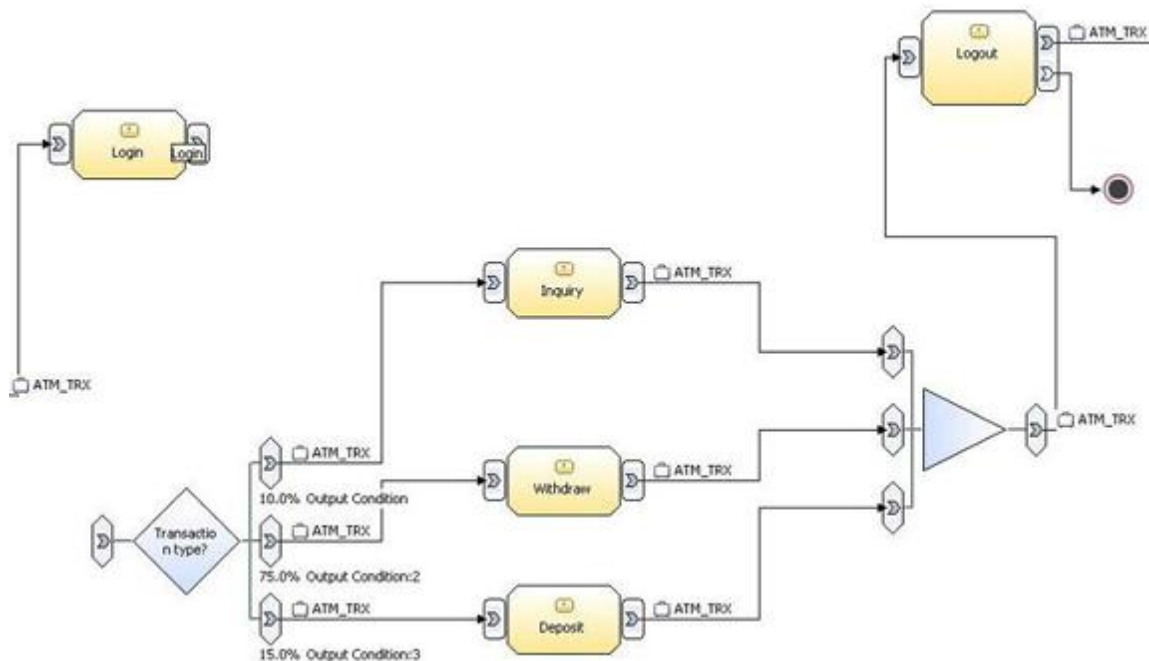 ATM_TRX
Logout
Login
Login
Inquiry
ATM_TRX
ATM_TRX
ATM_TRX
ATM_TRX
10.0% Output Condition
Withdraw
ATM_TRX
Transactio
n type?
ATM_TRX
75.0% Output Condition:2
ATM_TRX
Deposit
ATM_TRX
15.0% Output Condition:3